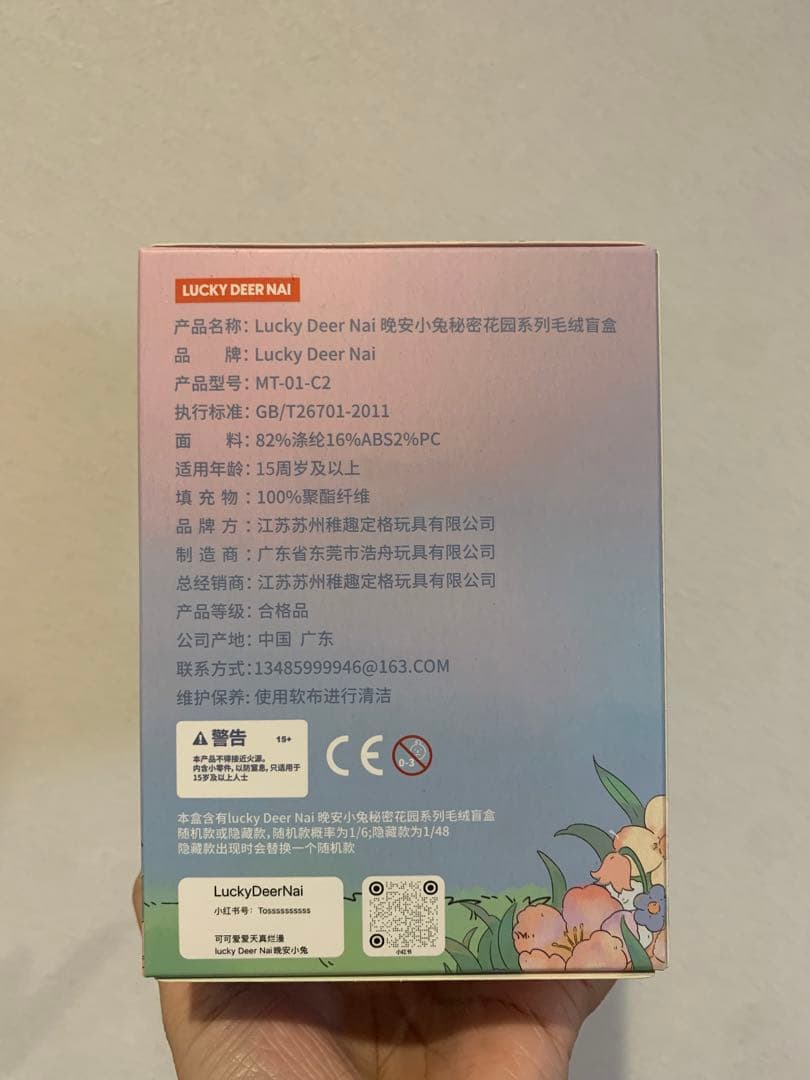 LUCKY DEER NAI
产品名称: Lucky Deer Nai 晚安小兔秘密花园系列毛绒盲盒
品 牌: Lucky Deer Nai
产品型号: MT-01-C2
执行标准: GB/T26701-2011
面 料: 82%涤纶16%ABS2%PC
适用年龄: 15周岁及以上
填 充 物 : 100%聚酯纤维
品 牌 方 : 江苏苏州稚趣定格玩具有限公司
制 造 商 : 广东省东莞市浩舟玩具有限公司
总经销商: 江苏苏州稚趣定格玩具有限公司
产品等级: 合格品
公司产地: 中国 广东
联系方式:13485999946@163.COM
维护保养: 使用软布进行清洁
警告 15+
本产品不得接近火源。
内含小零件, 以防窒息, 只适用于
15岁及以上人士
CE
0-3
本盒含有lucky Deer Nai 晚安小兔秘密花园系列毛绒盲盒
随机款或隐藏款, 随机款概率为1/6;隐藏款为1/48
隐藏款出现时会替换一个随机款
LuckyDeerNai
小红书号: Tossssssssss
可可爱爱天真烂漫
lucky Deer Nai晚安小兔
小红书